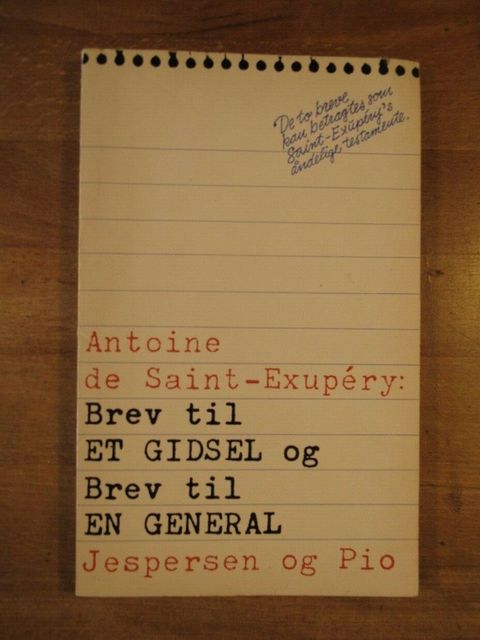 De to breve
kan betragtes som
Saint-Exupéry's
åndelige testamente.
Antoine
de Saint-Exupéry:
Brev til
ET GIDSEL og
Brev til
EN GENERAL
Jespersen og Pio